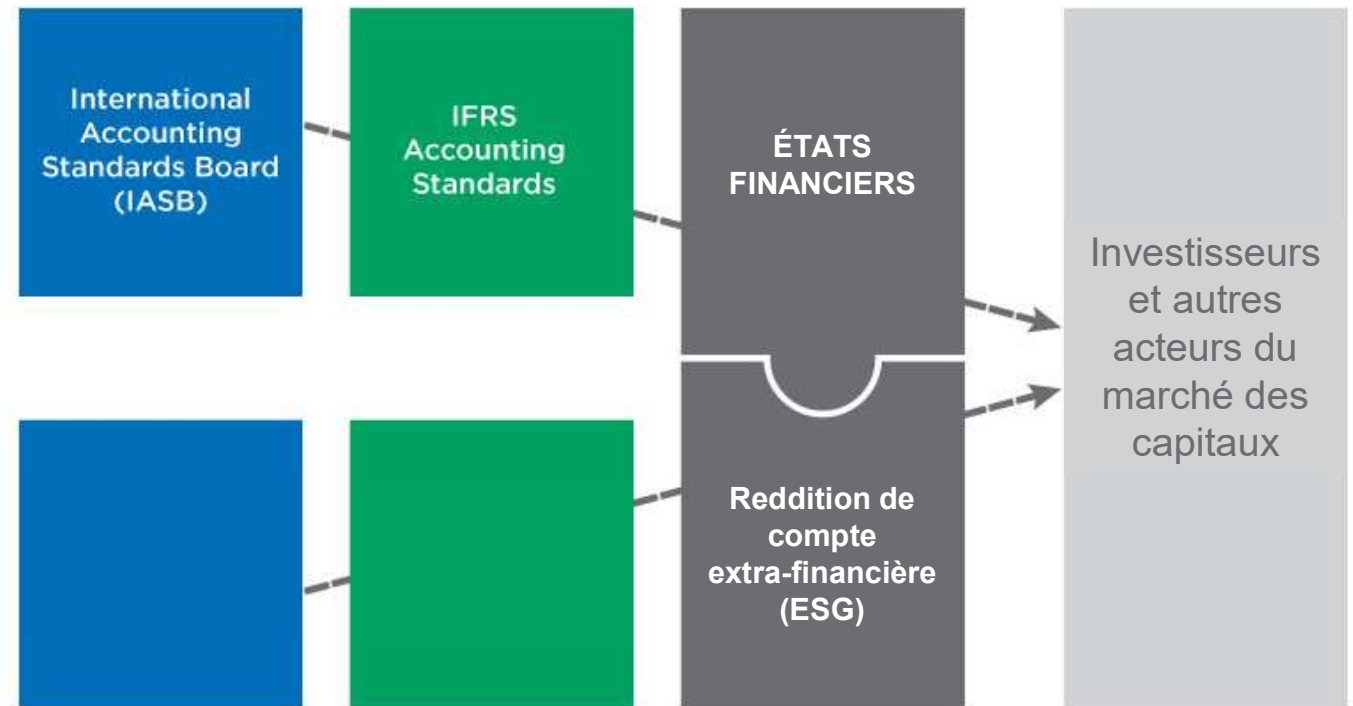 International
Accounting
Standards Board
(IASB)
IFRS
Accounting
Standards
ÉTATS
FINANCIERS
Investisseurs
et autres
acteurs du
marché des
capitaux
Reddition de
compte
extra-financière
(ESG)